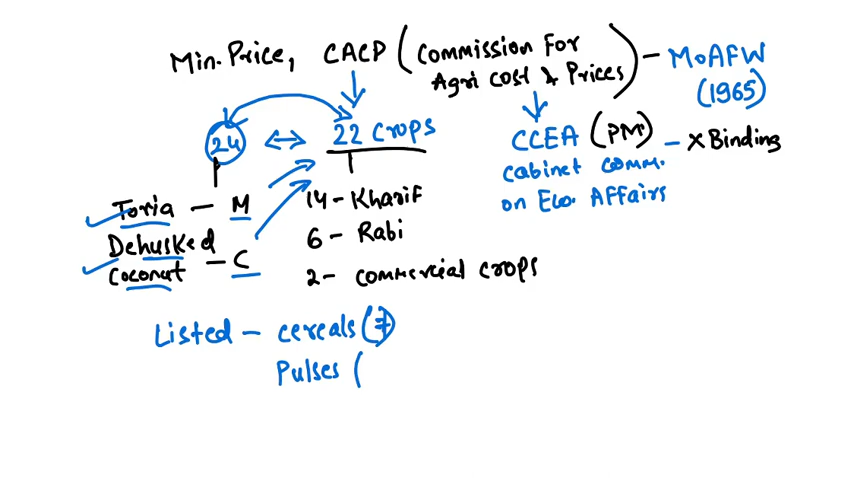 Min. Price, CACP (Commission For Agri Cost & Prices) - MoAFW (1965)
24 ↔ 22 Crops
CCEA (PM) - x Binding
Cabinet Comm. on Eco. Affairs
Toria - M
Dehusked Coconut - C
14 - Kharif
6 - Rabi
2 - Commercial crops
Listed - cereals (7)
Pulses (